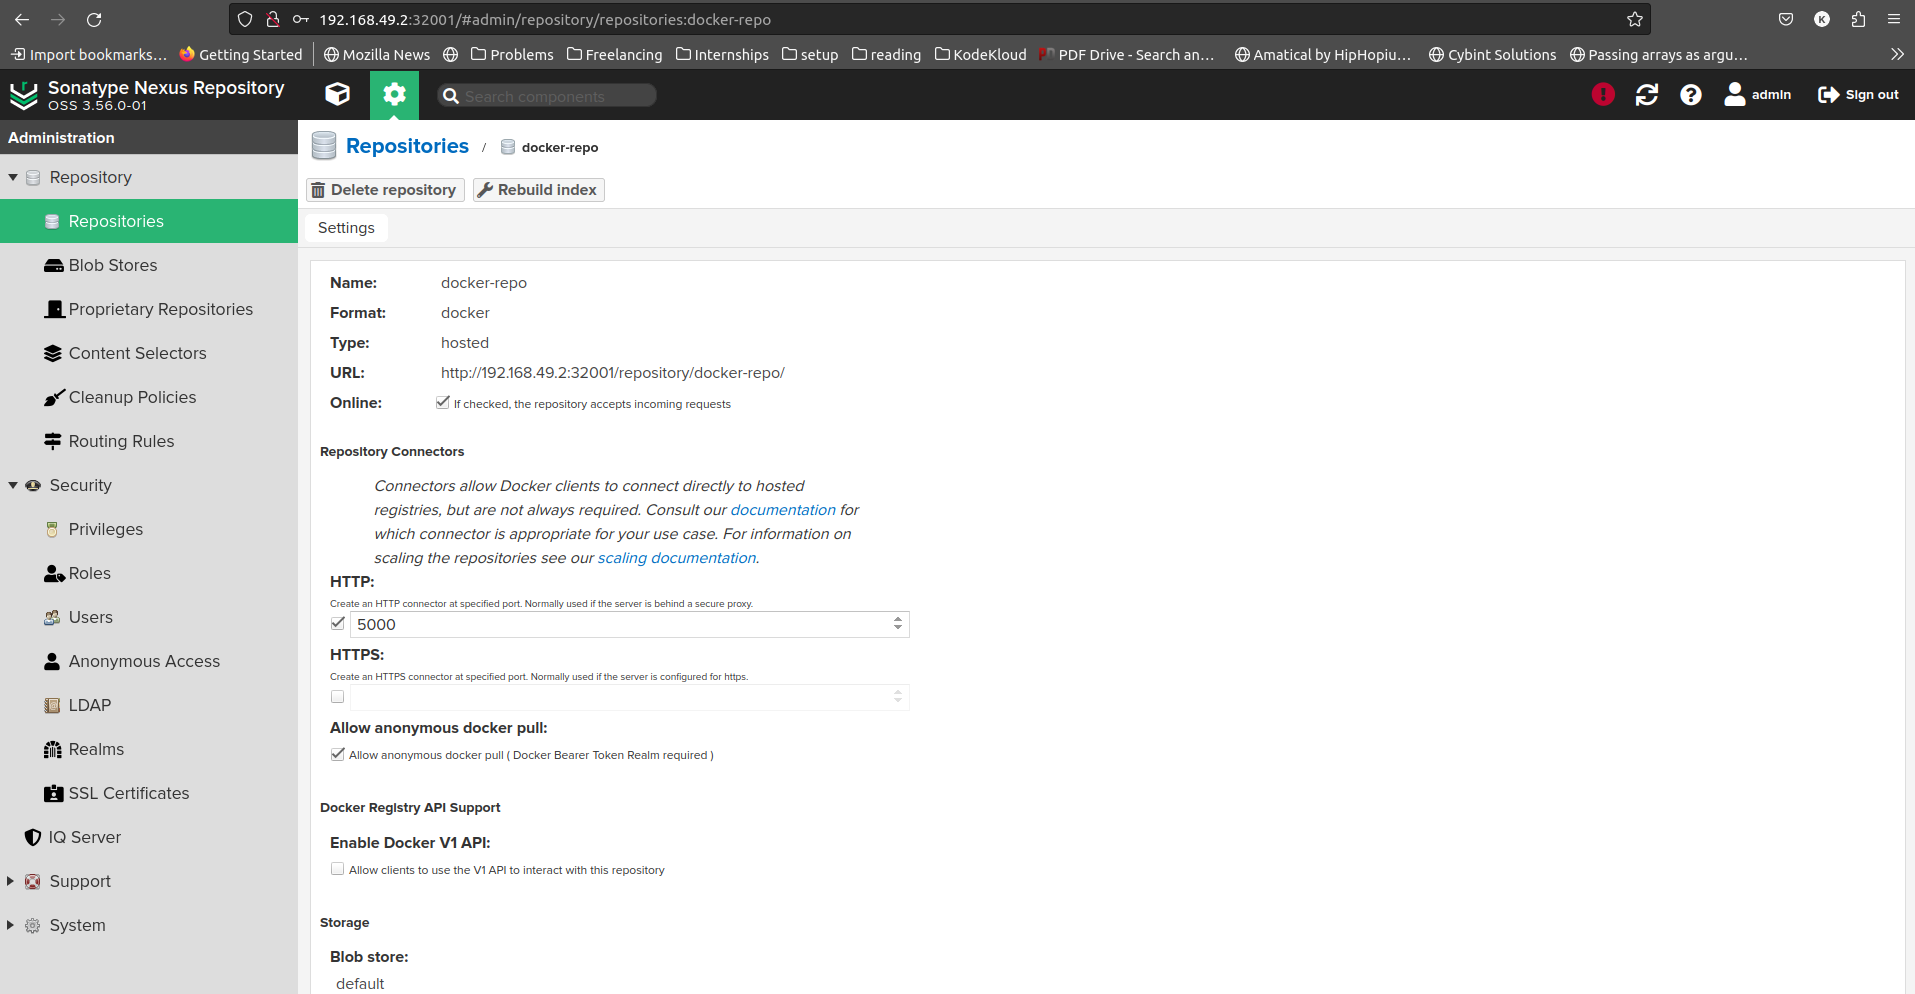 192.168.49.2:32001/#admin/repository/repositories:docker-repo
K
Import bookmarks... Getting Started Mozilla News Problems Freelancing Internships setup reading KodeKloud PDF Drive - Search an... Amatical by HipHopiu... Cybint Solutions Passing arrays as argu...
Sonatype Nexus Repository
OSS 3.56.0-01
Search components
admin Sign out
Administration
Repository
Repositories
Blob Stores
Proprietary Repositories
Content Selectors
Cleanup Policies
Routing Rules
Security
Privileges
Roles
Users
Anonymous Access
LDAP
Realms
SSL Certificates
IQ Server
Support
System
Repositories / docker-repo
Delete repository Rebuild index
Settings
Name: docker-repo
Format: docker
Type: hosted
URL: http://192.168.49.2:32001/repository/docker-repo/
Online: If checked, the repository accepts incoming requests
Repository Connectors
Connectors allow Docker clients to connect directly to hosted
registries, but are not always required. Consult our documentation for
which connector is appropriate for your use case. For information on
scaling the repositories see our scaling documentation.
HTTP:
Create an HTTP connector at specified port. Normally used if the server is behind a secure proxy.
5000
HTTPS:
Create an HTTPS connector at specified port. Normally used if the server is configured for https.
Allow anonymous docker pull:
Allow anonymous docker pull ( Docker Bearer Token Realm required )
Docker Registry API Support
Enable Docker V1 API:
Allow clients to use the V1 API to interact with this repository
Storage
Blob store:
default